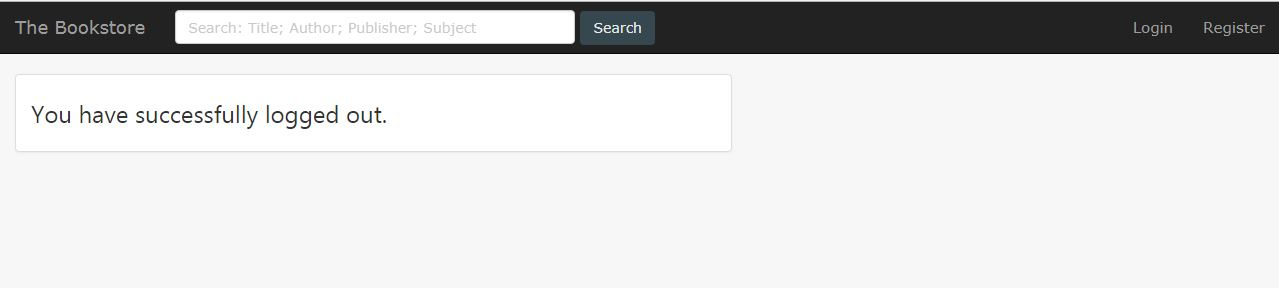 The Bookstore Search: Title; Author; Publisher; Subject Search Login Register
You have successfully logged out.